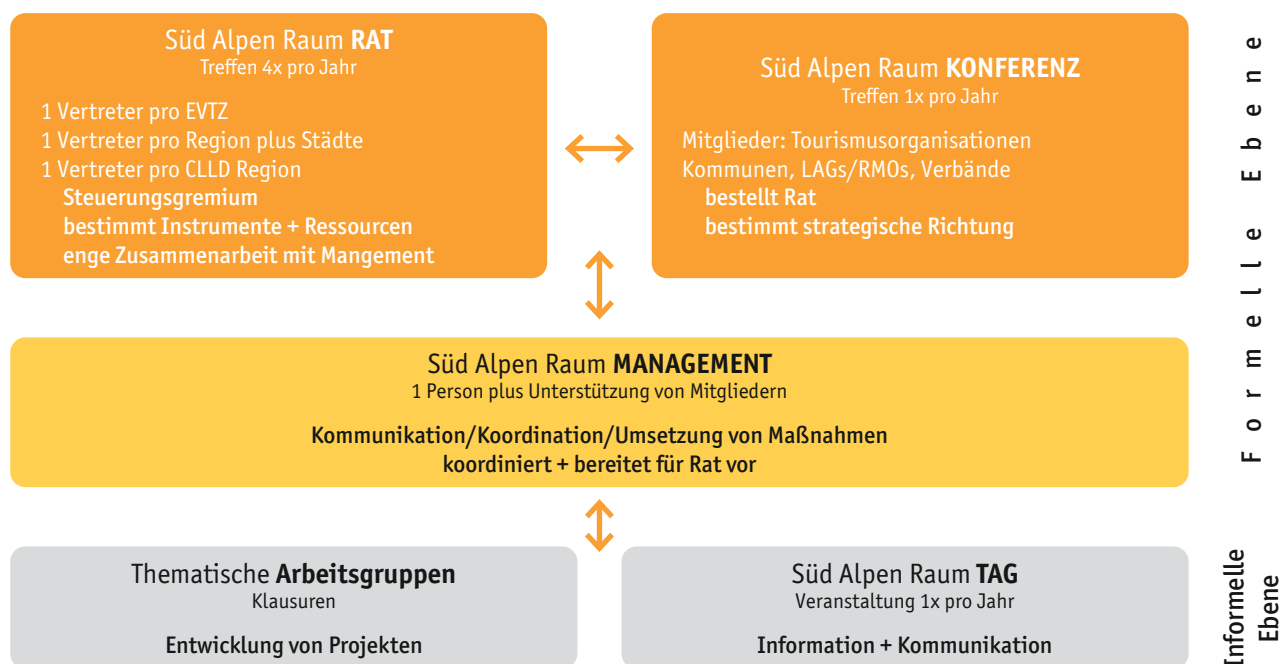 Süd Alpen Raum RAT
Treffen 4x pro Jahr
1 Vertreter pro EVTZ
1 Vertreter pro Region plus Städte
1 Vertreter pro CLLD Region
Steuerungsgremium
bestimmt Instrumente + Ressourcen
enge Zusammenarbeit mit Mangement
Süd Alpen Raum KONFERENZ
Treffen 1x pro Jahr
Mitglieder: Tourismusorganisationen
Kommunen, LAGs/RMOs, Verbände
bestellt Rat
bestimmt strategische Richtung
Formelle Ebene
Süd Alpen Raum MANAGEMENT
1 Person plus Unterstützung von Mitgliedern
Kommunikation/Koordination/Umsetzung von Maßnahmen
koordiniert + bereitet für Rat vor
Thematische Arbeitsgruppen
Klausuren
Entwicklung von Projekten
Süd Alpen Raum TAG
Veranstaltung 1x pro Jahr
Information + Kommunikation
Informelle
Ebene